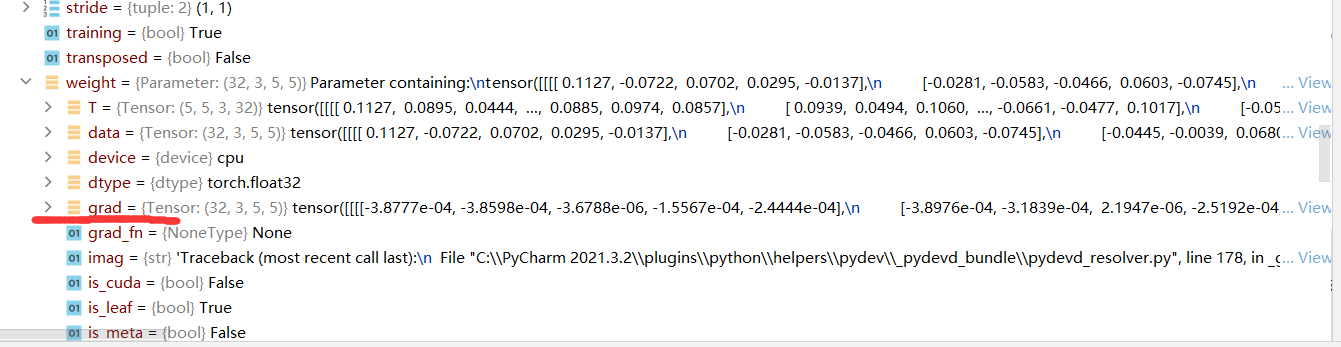 stride = {tuple: 2} (1, 1)
01 training = {bool} True
01 transposed = {bool} False
weight = {Parameter: (32, 3, 5, 5)} Parameter containing:\ntensor([[[[ 0.1127, -0.0722, 0.0702, 0.0295, -0.0137],\n [-0.0281, -0.0583, -0.0466, 0.0603, -0.0745],\n ... View
T = {Tensor: (5, 5, 3, 32)} tensor([[[[ 0.1127, 0.0895, 0.0444, ..., 0.0885, 0.0974, 0.0857],\n [ 0.0939, 0.0494, 0.1060, ..., -0.0661, -0.0477, 0.1017],\n [-0.05 ... View
data = {Tensor: (32, 3, 5, 5)} tensor([[[[ 0.1127, -0.0722, 0.0702, 0.0295, -0.0137],\n [-0.0281, -0.0583, -0.0466, 0.0603, -0.0745],\n [-0.0445, -0.0039, 0.068 ... View
device = {device} cpu
dtype = {dtype} torch.float32
grad = {Tensor: (32, 3, 5, 5)} tensor([[[[-3.8777e-04, -3.8598e-04, -3.6788e-06, -1.5567e-04, -2.4444e-04],\n [-3.8976e-04, -3.1839e-04, 2.1947e-06, -2.5192e-04 ... View
01 grad_fn = {NoneType} None
01 imag = {str} 'Traceback (most recent call last):\n File "C:\\PyCharm 2021.3.2\\plugins\\python\\helpers\\pydev\\_pydevd_bundle\\pydevd_resolver.py", line 178, in _g ... View
01 is_cuda = {bool} False
01 is_leaf = {bool} True
01 is_meta = {bool} False